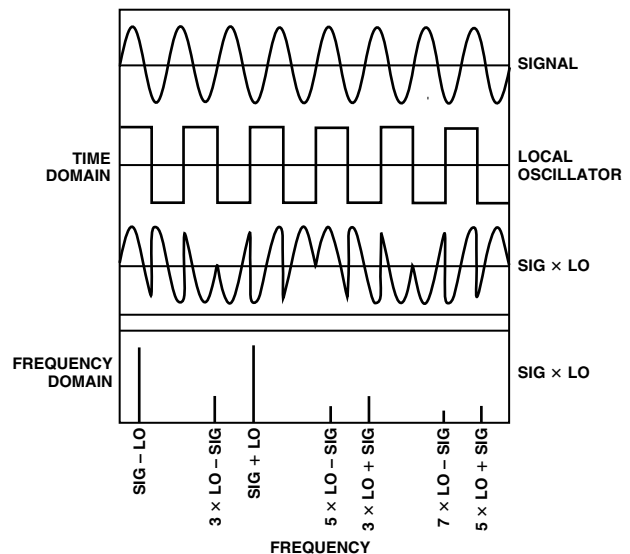 SIGNAL
TIME
DOMAIN
LOCAL
OSCILLATOR
SIG × LO
FREQUENCY
DOMAIN
SIG × LO
SIG – LO
3 × LO – SIG
SIG + LO
5 × LO – SIG
3 × LO + SIG
7 × LO – SIG
5 × LO + SIG
FREQUENCY